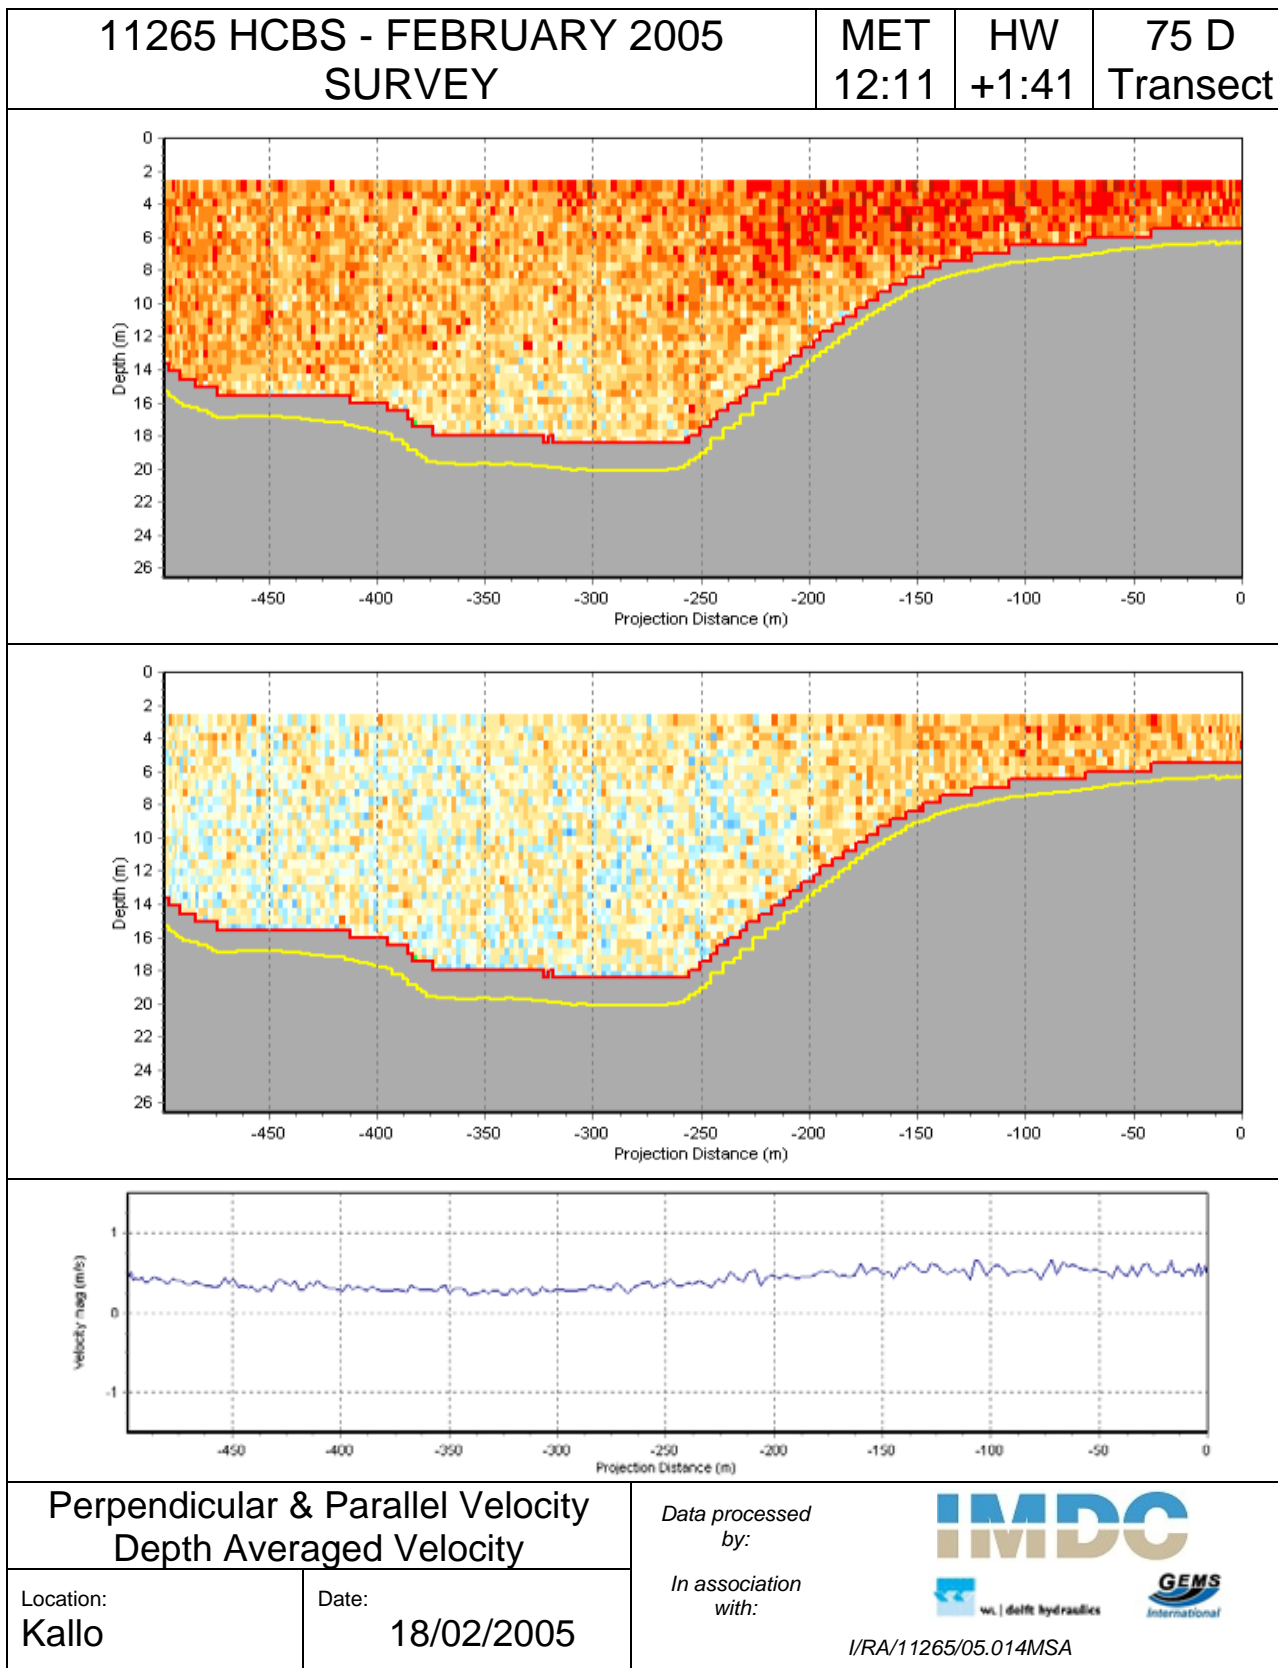 11265 HCBS - FEBRUARY 2005
SURVEY
MET
12:11
HW
+1:41
75 D
Transect
0
2
4
6
8
10
12
14
16
18
20
22
24
26
Depth (m)
-450 -400 -350 -300 -250 -200 -150 -100 -50 0
Projection Distance (m)
0
2
4
6
8
10
12
14
16
18
20
22
24
26
Depth (m)
-450 -400 -350 -300 -250 -200 -150 -100 -50 0
Projection Distance (m)
1
0
-1
Velocity mag (m/s)
-450 -400 -350 -300 -250 -200 -150 -100 -50 0
Projection Distance (m)
Perpendicular & Parallel Velocity
Depth Averaged Velocity
Location:
Kallo
Date:
18/02/2005
Data processed
by:
IMDC
In association
with:
WL | delft hydraulics
GEMS
International
I/RA/11265/05.014MSA